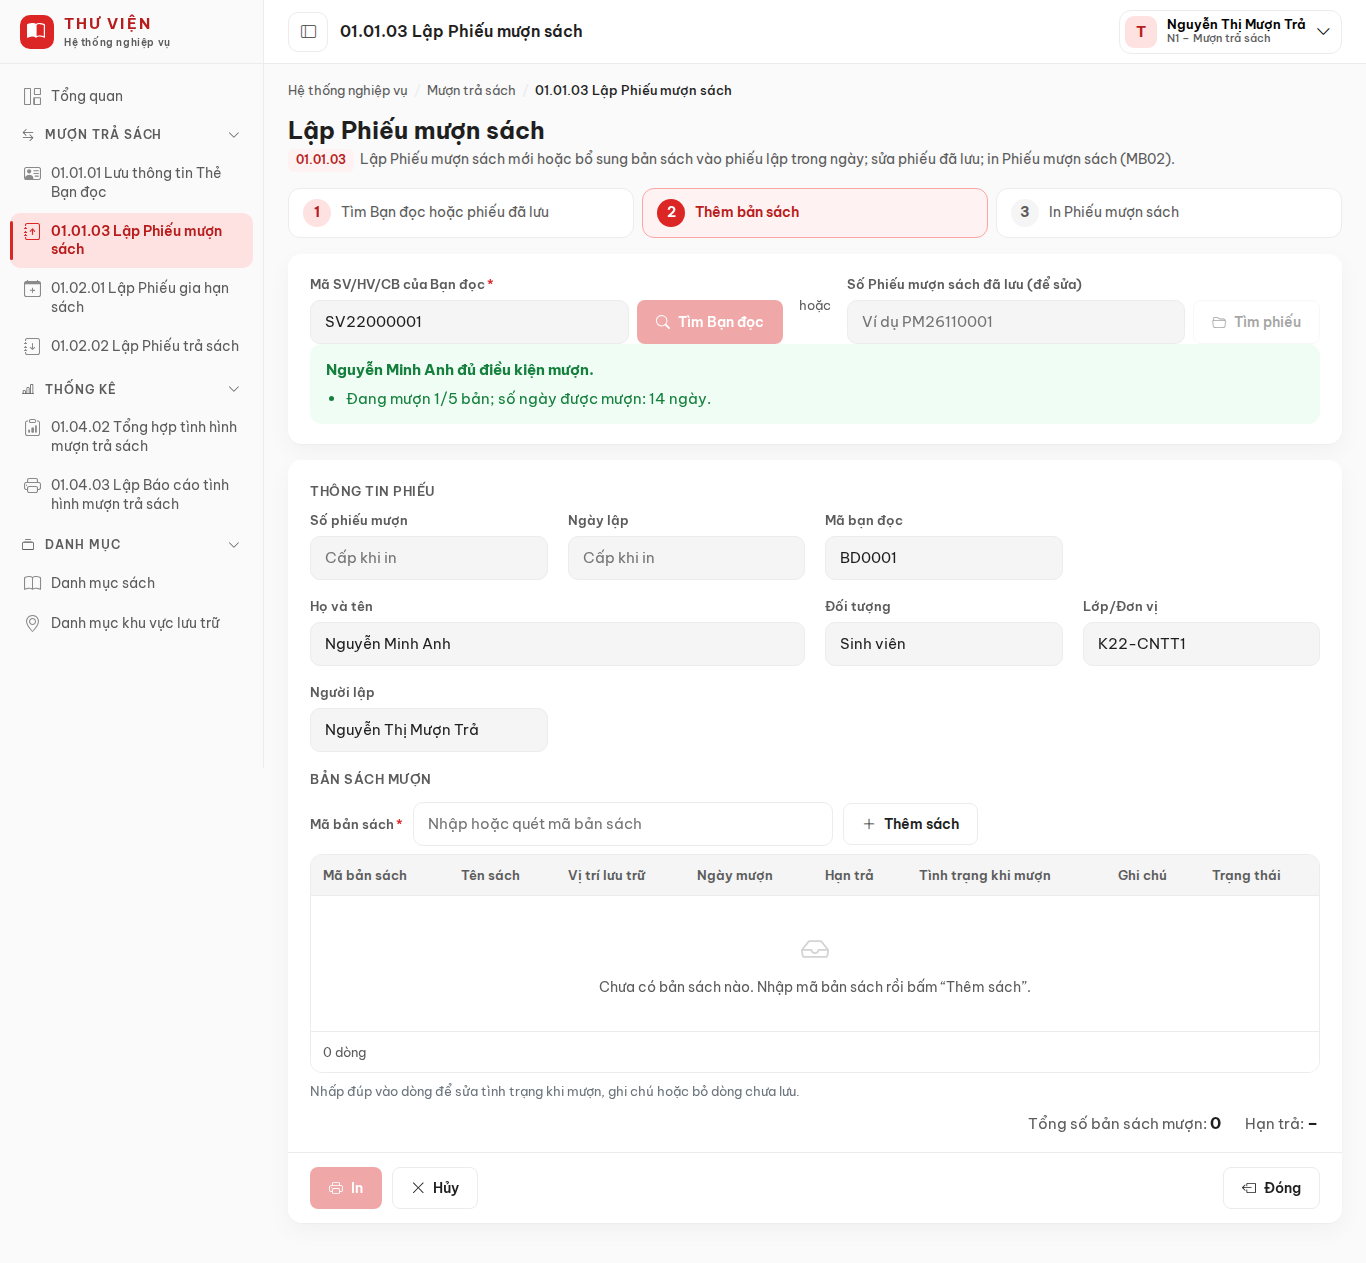 THƯ VIỆN
Hệ thống nghiệp vụ
01.01.03 Lập Phiếu mượn sách
T
Nguyễn Thị Mượn Trả
N1 – Mượn trả sách
Tổng quan
MƯỢN TRẢ SÁCH
01.01.01 Lưu thông tin Thẻ
Bạn đọc
01.01.03 Lập Phiếu mượn
sách
01.02.01 Lập Phiếu gia hạn
sách
01.02.02 Lập Phiếu trả sách
THỐNG KÊ
01.04.02 Tổng hợp tình hình
mượn trả sách
01.04.03 Lập Báo cáo tình
hình mượn trả sách
DANH MỤC
Danh mục sách
Danh mục khu vực lưu trữ
Hệ thống nghiệp vụ / Mượn trả sách / 01.01.03 Lập Phiếu mượn sách
Lập Phiếu mượn sách
01.01.03 Lập Phiếu mượn sách mới hoặc bổ sung bản sách vào phiếu lập trong ngày; sửa phiếu đã lưu; in Phiếu mượn sách (MB02).
1 Tìm Bạn đọc hoặc phiếu đã lưu
2 Thêm bản sách
3 In Phiếu mượn sách
Mã SV/HV/CB của Bạn đọc *
SV22000001
Tìm Bạn đọc
hoặc
Số Phiếu mượn sách đã lưu (để sửa)
Ví dụ PM26110001
Tìm phiếu
Nguyễn Minh Anh đủ điều kiện mượn.
• Đang mượn 1/5 bản; số ngày được mượn: 14 ngày.
THÔNG TIN PHIẾU
Số phiếu mượn
Cấp khi in
Ngày lập
Cấp khi in
Mã bạn đọc
BD0001
Họ và tên
Nguyễn Minh Anh
Đối tượng
Sinh viên
Lớp/Đơn vị
K22-CNTT1
Người lập
Nguyễn Thị Mượn Trả
BẢN SÁCH MƯỢN
Mã bản sách *
Nhập hoặc quét mã bản sách
Thêm sách
Mã bản sách Tên sách Vị trí lưu trữ Ngày mượn Hạn trả Tình trạng khi mượn Ghi chú Trạng thái
Chưa có bản sách nào. Nhập mã bản sách rồi bấm “Thêm sách”.
0 dòng
Nhấp đúp vào dòng để sửa tình trạng khi mượn, ghi chú hoặc bỏ dòng chưa lưu.
Tổng số bản sách mượn: 0 Hạn trả: –
In
Hủy
Đóng